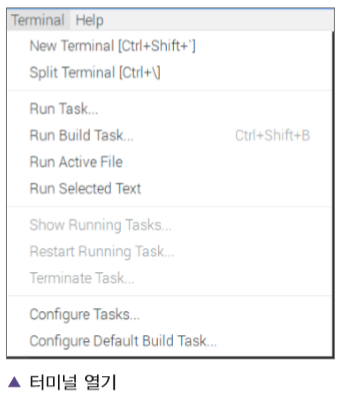 Terminal Help
New Terminal [Ctrl+Shift+`]
Split Terminal [Ctrl+\]
Run Task...
Run Build Task... Ctrl+Shift+B
Run Active File
Run Selected Text
Show Running Tasks...
Restart Running Task...
Terminate Task...
Configure Tasks...
Configure Default Build Task...
▲ 터미널 열기